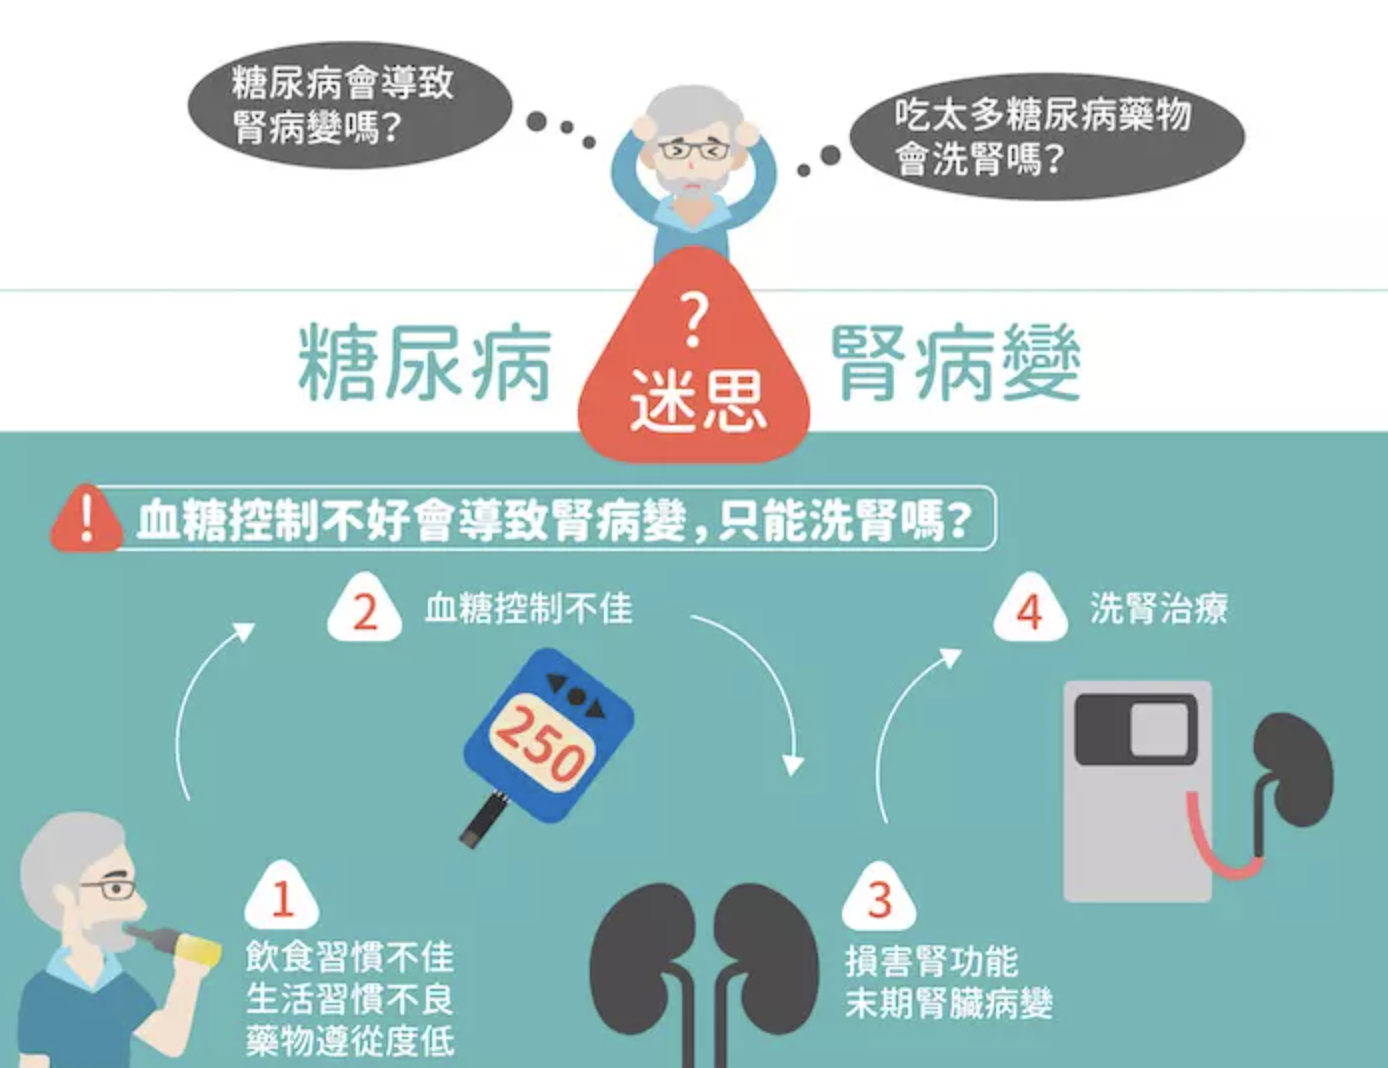 糖尿病會導致
腎病變嗎?
吃太多糖尿病藥物
會洗腎嗎?
糖尿病
?
迷思
腎病變
! 血糖控制不好會導致腎病變,只能洗腎嗎?
2 血糖控制不佳
250
4 洗腎治療
1
飲食習慣不佳
生活習慣不良
藥物遵從度低
3
損害腎功能
末期腎臟病變